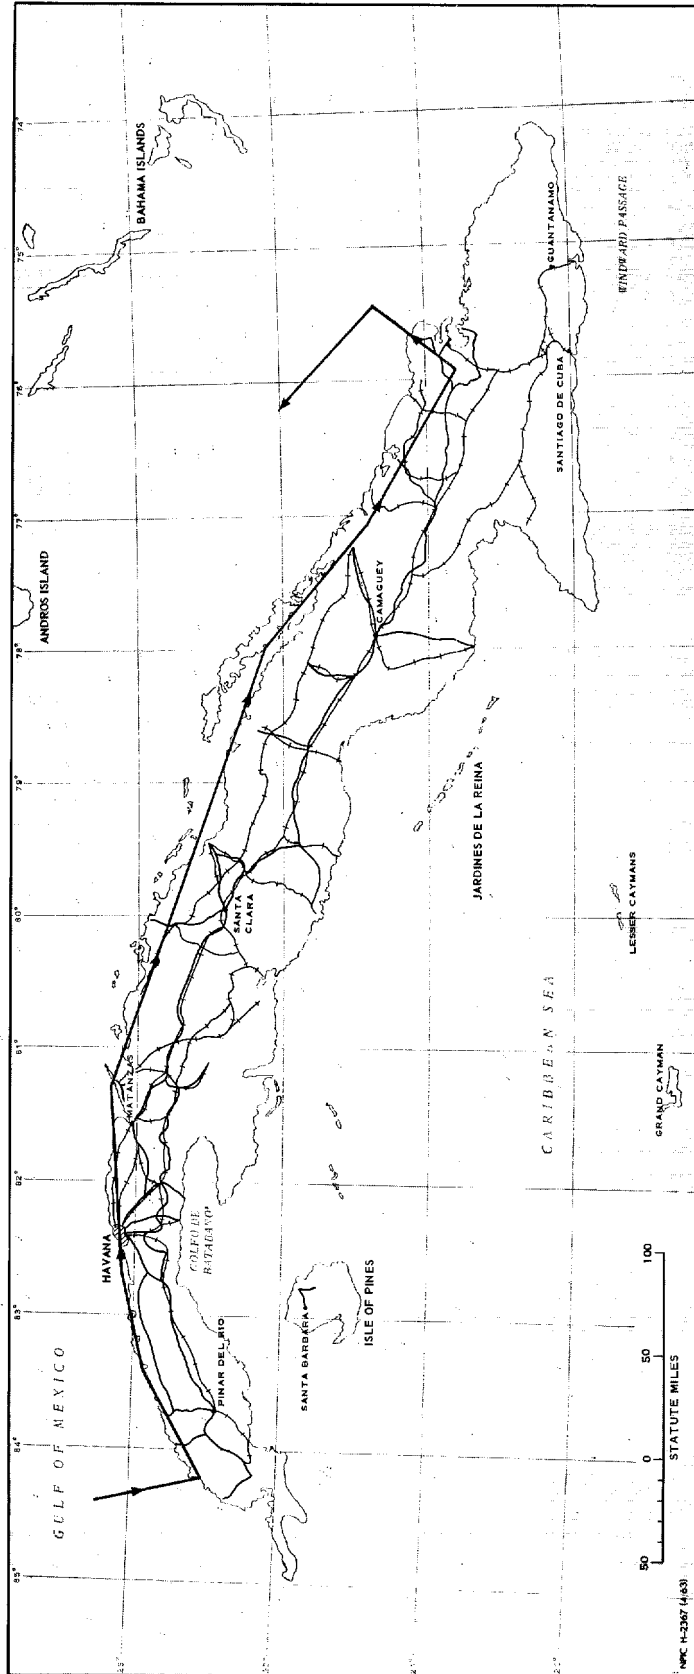 GULF OF MEXICO
ANDROS ISLAND
BAHAMA ISLANDS
HAVANA
MATANZAS
PINAR DEL RIO
GOLFO DE
BATABANO
SANTA BARBARA
ISLE OF PINES
SANTA
CLARA
CAMAGUEY
JARDINES DE LA REINA
SANTIAGO DE CUBA
GUANTANAMO
WINDWARD PASSAGE
CARIBBEAN SEA
GRAND CAYMAN
LESSER CAYMANS
85°
84°
83°
82°
81°
80°
79°
78°
77°
76°
75°
74°
50 0 50 100
STATUTE MILES
NPIC H-2367 (4/63)